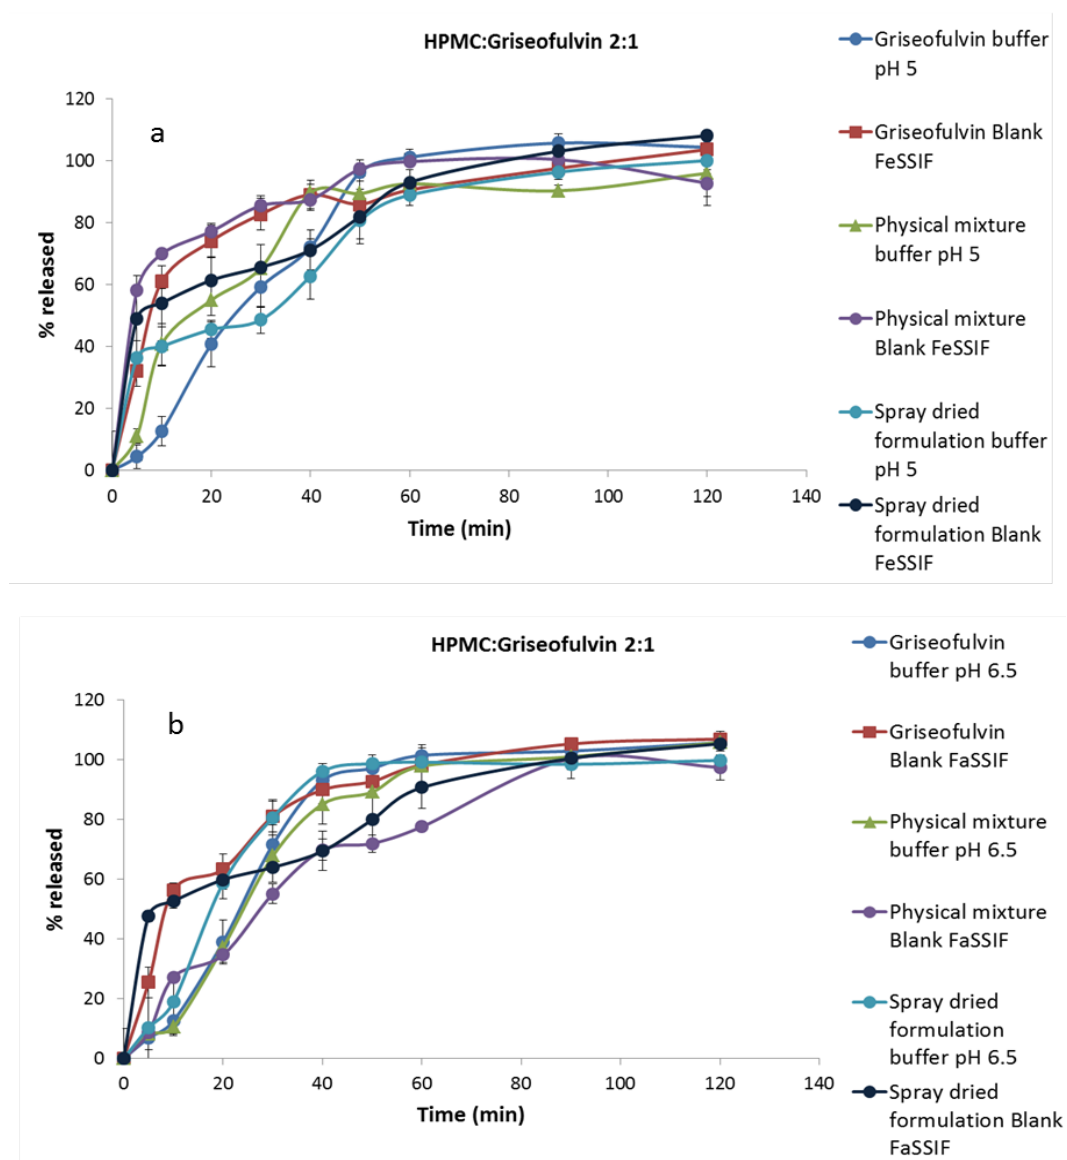 HPMC:Griseofulvin 2:1
a
% released
120
100
80
60
40
20
0
0 20 40 60 80 100 120 140
Time (min)
Griseofulvin buffer
pH 5
Griseofulvin Blank
FeSSIF
Physical mixture
buffer pH 5
Physical mixture
Blank FeSSIF
Spray dried
formulation buffer
pH 5
Spray dried
formulation Blank
FeSSIF
HPMC:Griseofulvin 2:1
b
% released
120
100
80
60
40
20
0
0 20 40 60 80 100 120 140
Time (min)
Griseofulvin
buffer pH 6.5
Griseofulvin
Blank FaSSIF
Physical mixture
buffer pH 6.5
Physical mixture
Blank FaSSIF
Spray dried
formulation
buffer pH 6.5
Spray dried
formulation Blank
FaSSIF